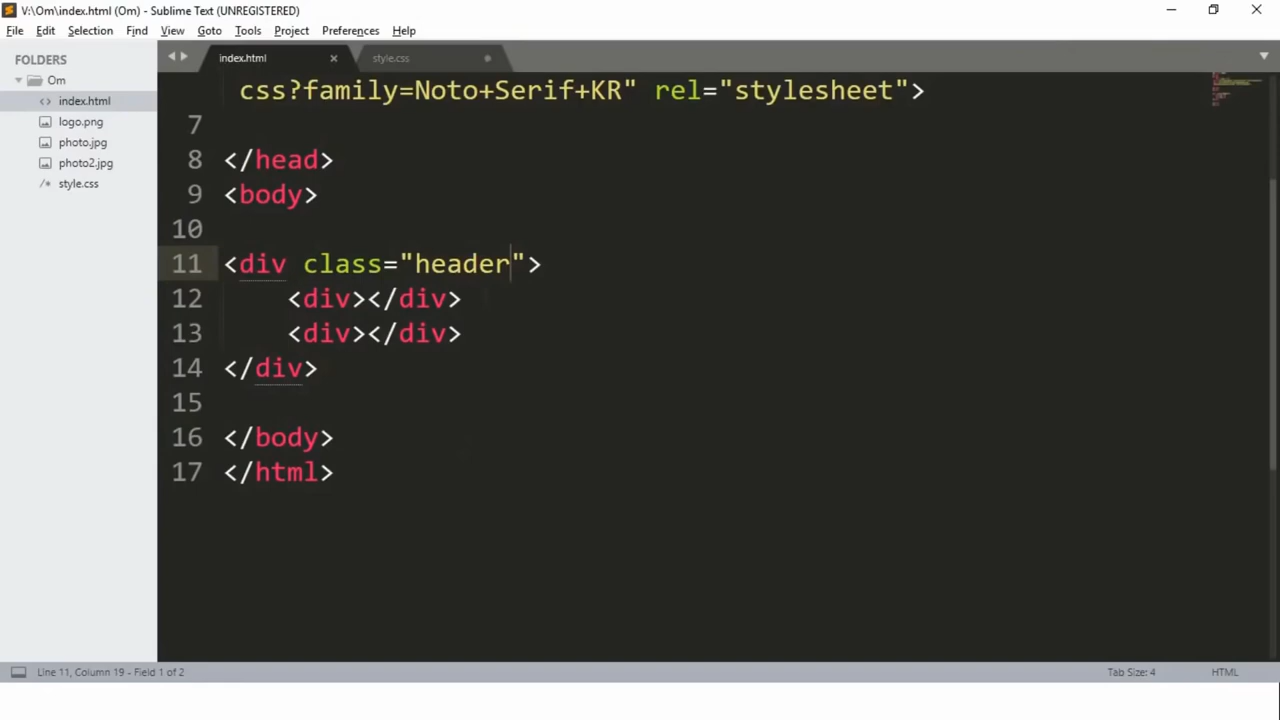 V:\Om\index.html (Om) - Sublime Text (UNREGISTERED)
File Edit Selection Find View Goto Tools Project Preferences Help
FOLDERS
Om
index.html
logo.png
photo.jpg
photo2.jpg
style.css
index.html style.css
css?family=Noto+Serif+KR" rel="stylesheet">
7
8 </head>
9 <body>
10
11 <div class="header">
12 <div></div>
13 <div></div>
14 </div>
15
16 </body>
17 </html>
Line 11, Column 19 - Field 1 of 2 Tab Size: 4 HTML